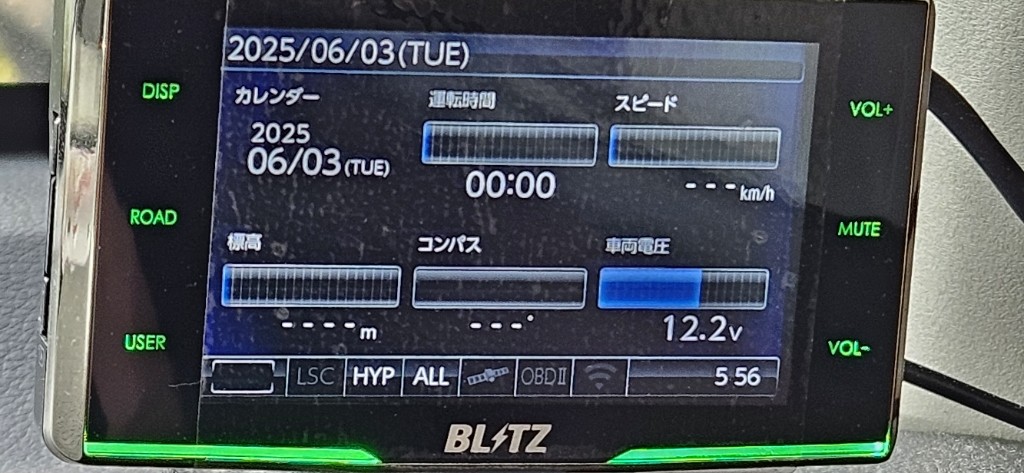 2025/06/03(TUE)
DISP
カレンダー
運転時間
スピード
VOL+
2025
06/03(TUE)
00:00
---km/h
ROAD
MUTE
標高
コンパス
車両電圧
----m
---°
12.2v
USER
VOL-
LSC
HYP
ALL
OBDⅡ
5 56
BLITZ